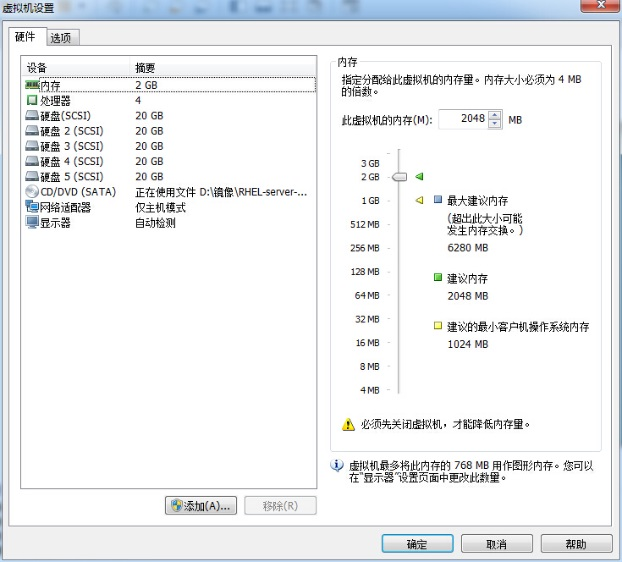 虚拟机设置
硬件 选项
设备 摘要
内存 2 GB
处理器 4
硬盘(SCSI) 20 GB
硬盘 2 (SCSI) 20 GB
硬盘 3 (SCSI) 20 GB
硬盘 4 (SCSI) 20 GB
硬盘 5 (SCSI) 20 GB
CD/DVD (SATA) 正在使用文件 D:\镜像\RHEL-server-...
网络适配器 仅主机模式
显示器 自动检测
添加(A)... 移除(R)
内存
指定分配给此虚拟机的内存量。内存大小必须为 4 MB
的倍数。
此虚拟机的内存(M): 2048 MB
3 GB
2 GB
1 GB
512 MB
256 MB
128 MB
64 MB
32 MB
16 MB
8 MB
4 MB
最大建议内存
(超出此大小可能
发生内存交换。)
6280 MB
建议内存
2048 MB
建议的最小客户机操作系统内存
1024 MB
必须先关闭虚拟机，才能降低内存量。
虚拟机最多将此内存的 768 MB 用作图形内存。您可以
在"显示器"设置页面中更改此数量。
确定 取消 帮助